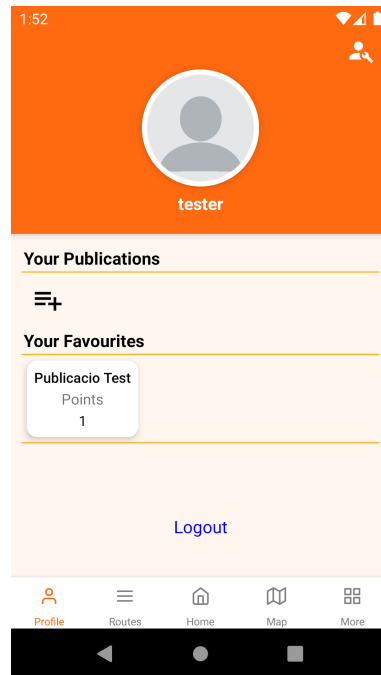 1:52
tester
Your Publications
Your Favourites
Publicacio Test
Points
1
Logout
Profile Routes Home Map More